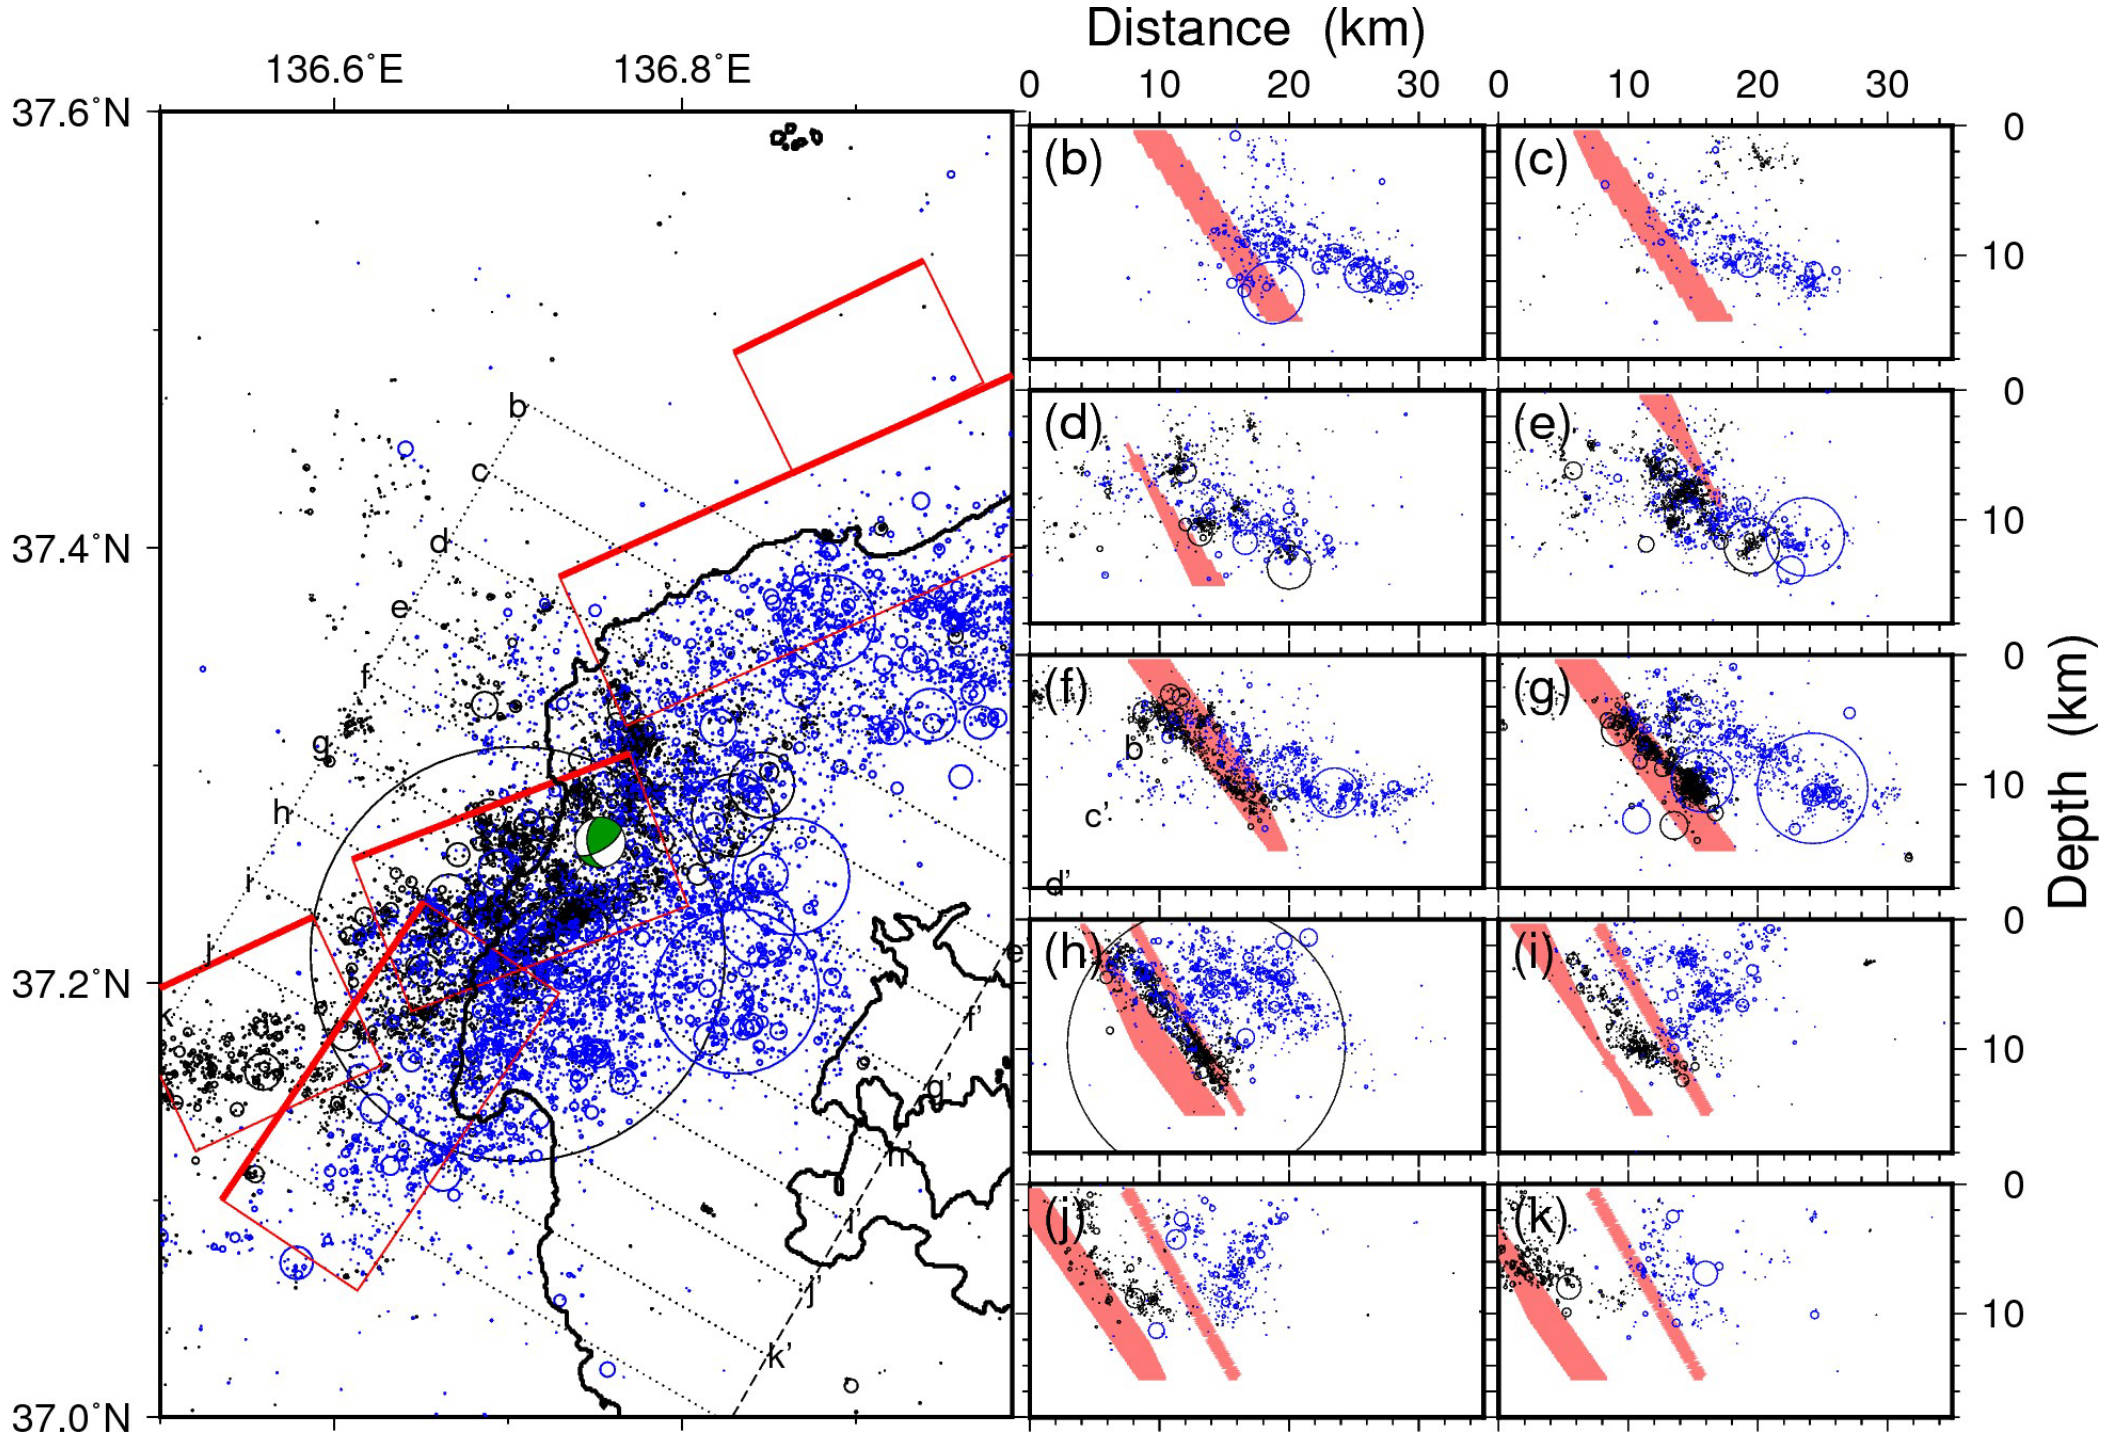 Distance (km)
136.6°E 136.8°E
0 10 20 30 0 10 20 30
37.6°N
37.4°N
37.2°N
37.0°N
b
c
d
e
f
g
h
i
j
k
b
c'
d'
e
f'
g'
h'
i'
j'
k'
(b) (c)
0
10
(d) (e)
0
10
(f) (g)
0
10
(h) (i)
0
10
(j) (k)
0
10
Depth (km)